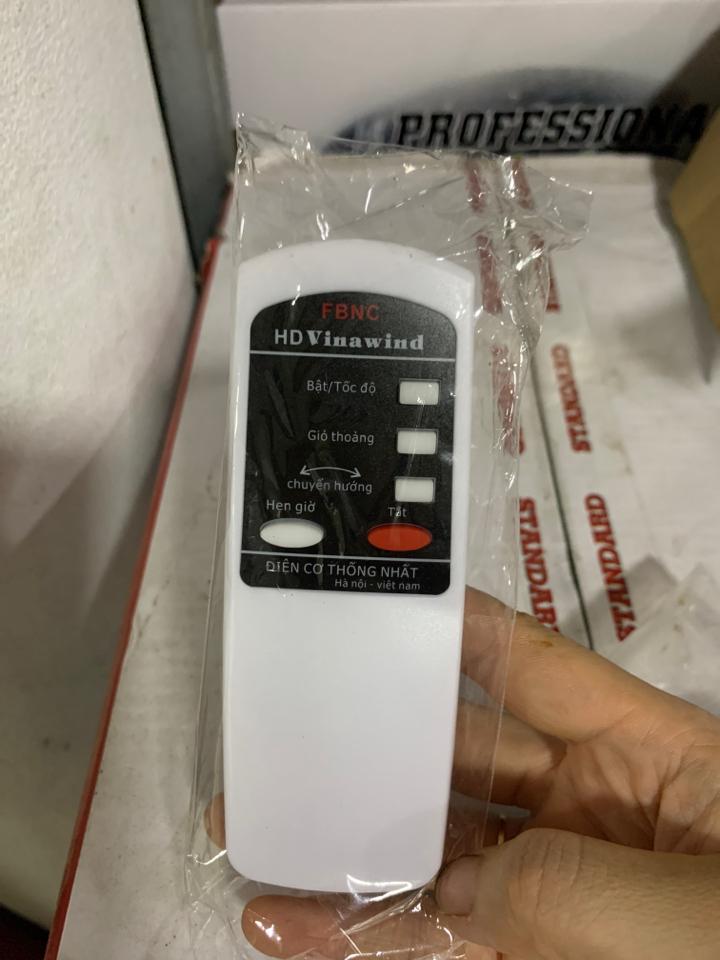 PROFESSIONA
FBNC
HD Vinawind
Bật/Tốc độ
Gió thoảng
chuyển hướng
Hẹn giờ
Tắt
ĐIỆN CƠ THỐNG NHẤT
Hà nội - việt nam
STANDARD
STANDARD
STANDARD